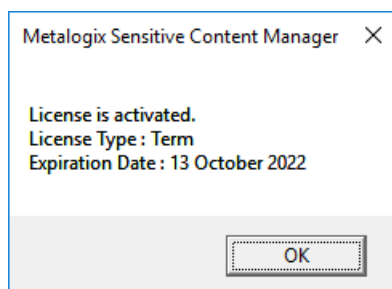 Metalogix Sensitive Content Manager
License is activated.
License Type : Term
Expiration Date : 13 October 2022
OK